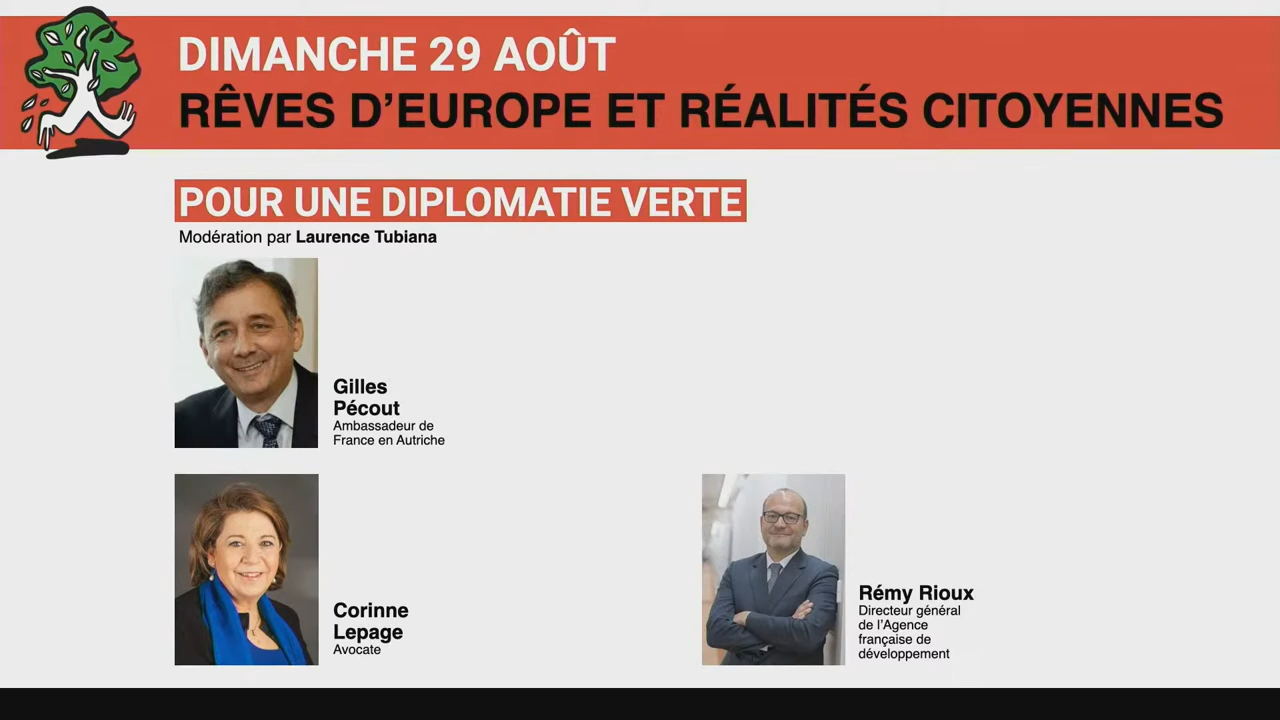 DIMANCHE 29 AOÛT
RÊVES D'EUROPE ET RÉALITÉS CITOYENNES
POUR UNE DIPLOMATIE VERTE
Modération par Laurence Tubiana
Gilles
Pécout
Ambassadeur de
France en Autriche
Corinne
Lepage
Avocate
Rémy Rioux
Directeur général
de l'Agence
française de
développement